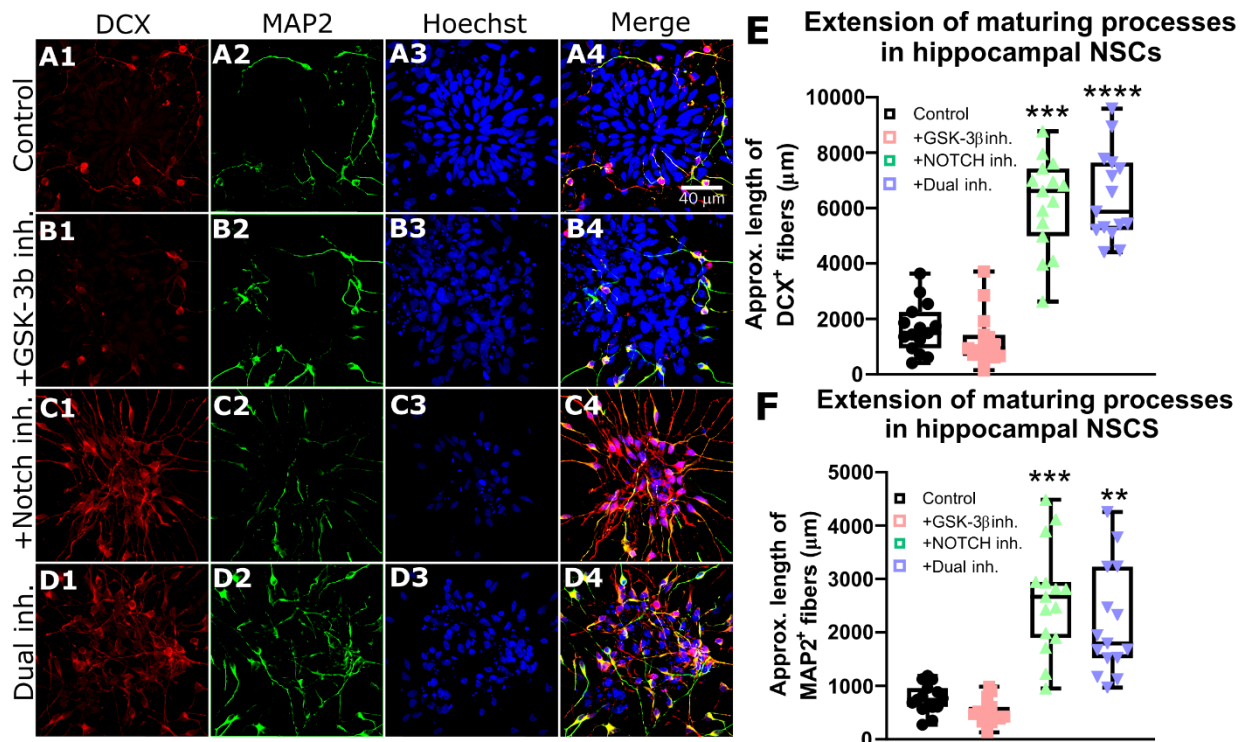 DCX MAP2 Hoechst Merge
Control
A1 A2 A3 A4
40 μm
+GSK-3b inh.
B1 B2 B3 B4
+Notch inh.
C1 C2 C3 C4
Dual inh.
D1 D2 D3 D4
E
Extension of maturing processes
in hippocampal NSCs
Approx. length of
DCX+ fibers (μm)
10000
8000
6000
4000
2000
0
Control
+GSK-3β inh.
+NOTCH inh.
+Dual inh.
*** ****
F
Extension of maturing processes
in hippocampal NSCS
Approx. length of
MAP2+ fibers (μm)
5000
4000
3000
2000
1000
0
Control
+GSK-3β inh.
+NOTCH inh.
+Dual inh.
*** **